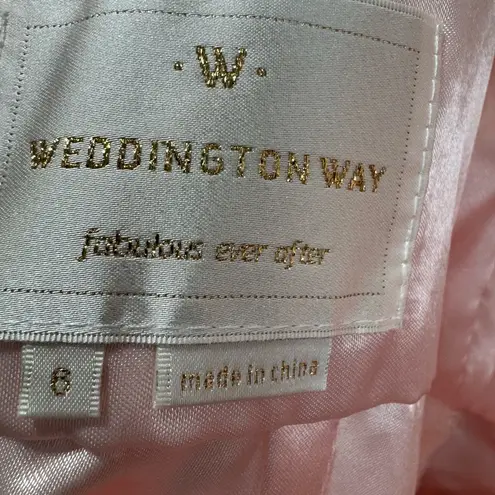 ·W·
WEDDINGTON WAY
fabulous ever after
6
made in china